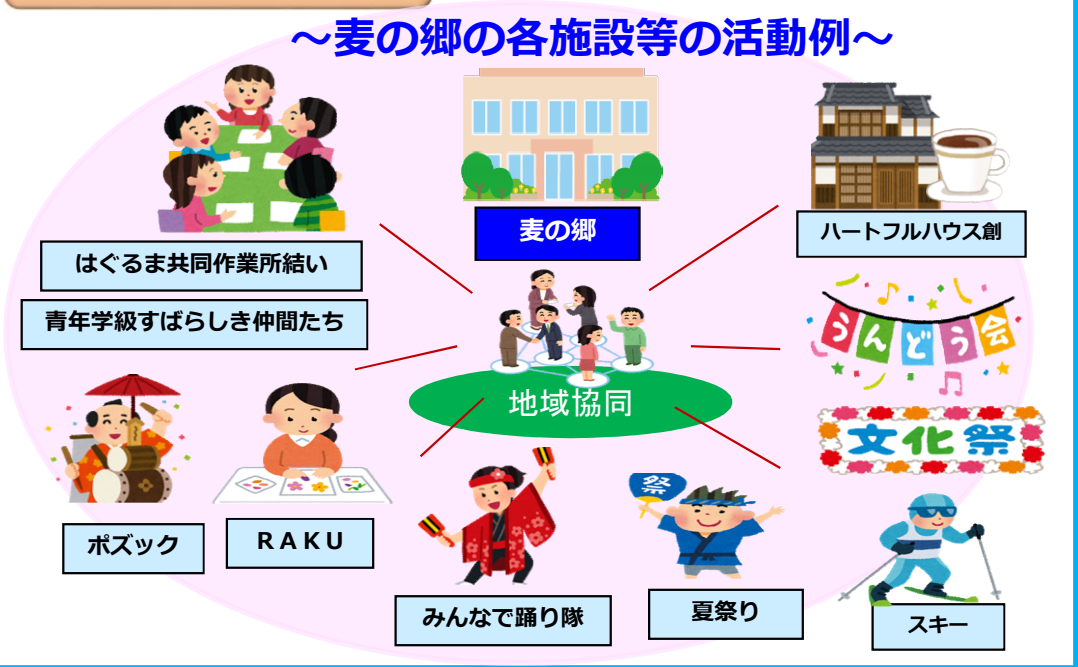 ～麦の郷の各施設等の活動例～
麦の郷
ハートフルハウス創
はぐるま共同作業所結い
青年学級すばらしき仲間たち
うんどう会
地域協同
文化祭
ポズック
ＲＡＫＵ
祭
みんなで踊り隊
夏祭り
スキー